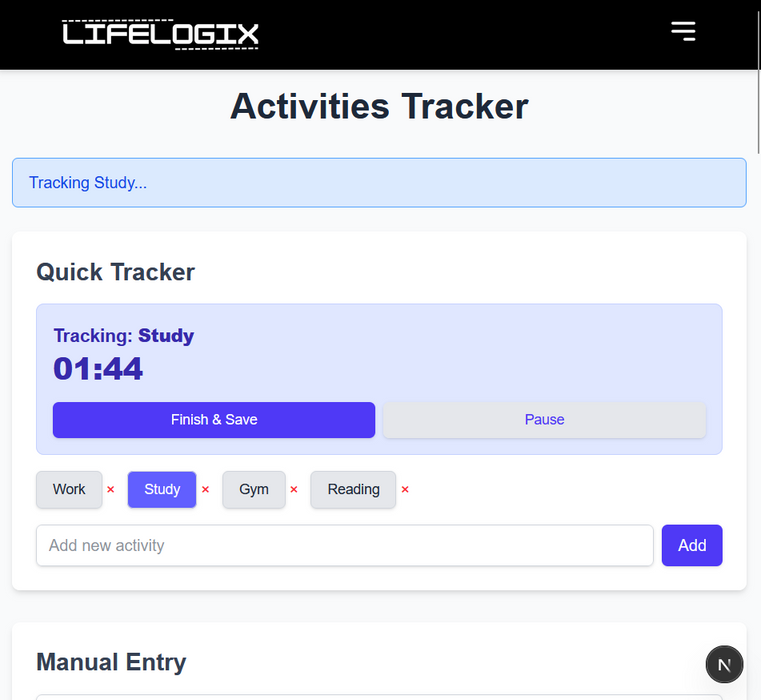 LIFELOGIX
Activities Tracker
Tracking Study...
Quick Tracker
Tracking: Study
01:44
Finish & Save Pause
Work × Study × Gym × Reading ×
Add new activity Add
Manual Entry
N